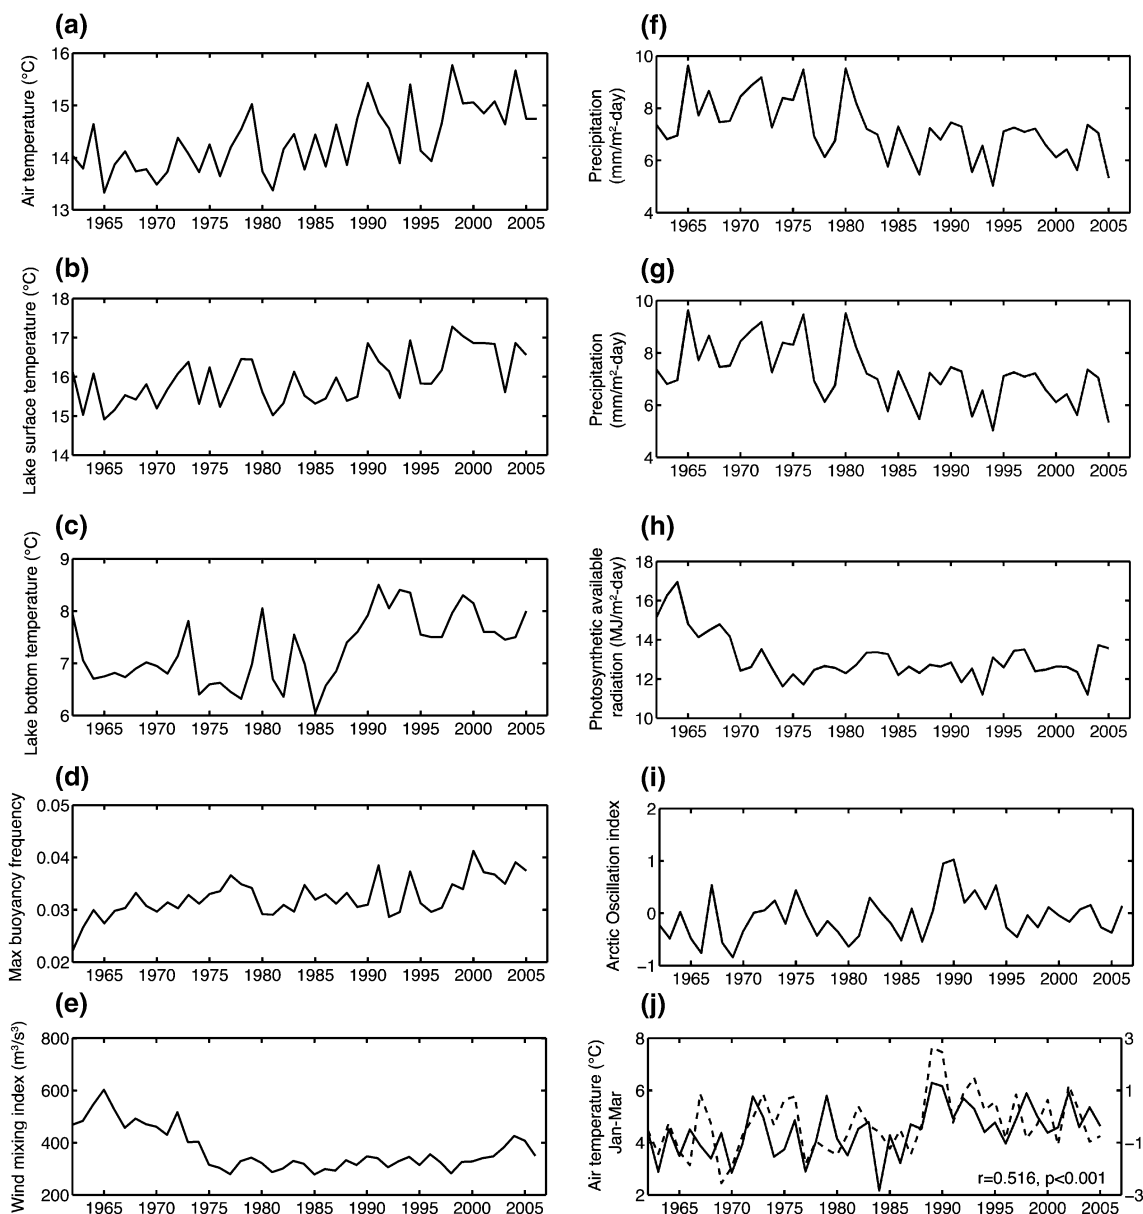 (a)
Air temperature (°C)
16
15
14
13
1965 1970 1975 1980 1985 1990 1995 2000 2005
(b)
Lake surface temperature (°C)
18
17
16
15
14
1965 1970 1975 1980 1985 1990 1995 2000 2005
(c)
Lake bottom temperature (°C)
9
8
7
6
1965 1970 1975 1980 1985 1990 1995 2000 2005
(d)
Max buoyancy frequency
0.05
0.04
0.03
0.02
1965 1970 1975 1980 1985 1990 1995 2000 2005
(e)
Wind mixing index (m³/s³)
800
600
400
200
1965 1970 1975 1980 1985 1990 1995 2000 2005
(f)
Precipitation
(mm/m²-day)
10
8
6
4
1965 1970 1975 1980 1985 1990 1995 2000 2005
(g)
Precipitation
(mm/m²-day)
10
8
6
4
1965 1970 1975 1980 1985 1990 1995 2000 2005
(h)
Photosynthetic available
radiation (MJ/m²-day)
18
16
14
12
10
1965 1970 1975 1980 1985 1990 1995 2000 2005
(i)
Arctic Oscillation index
2
1
0
−1
1965 1970 1975 1980 1985 1990 1995 2000 2005
(j)
Air temperature (°C)
Jan-Mar
8
6
4
2
3
1
−1
−3
r=0.516, p<0.001
1965 1970 1975 1980 1985 1990 1995 2000 2005